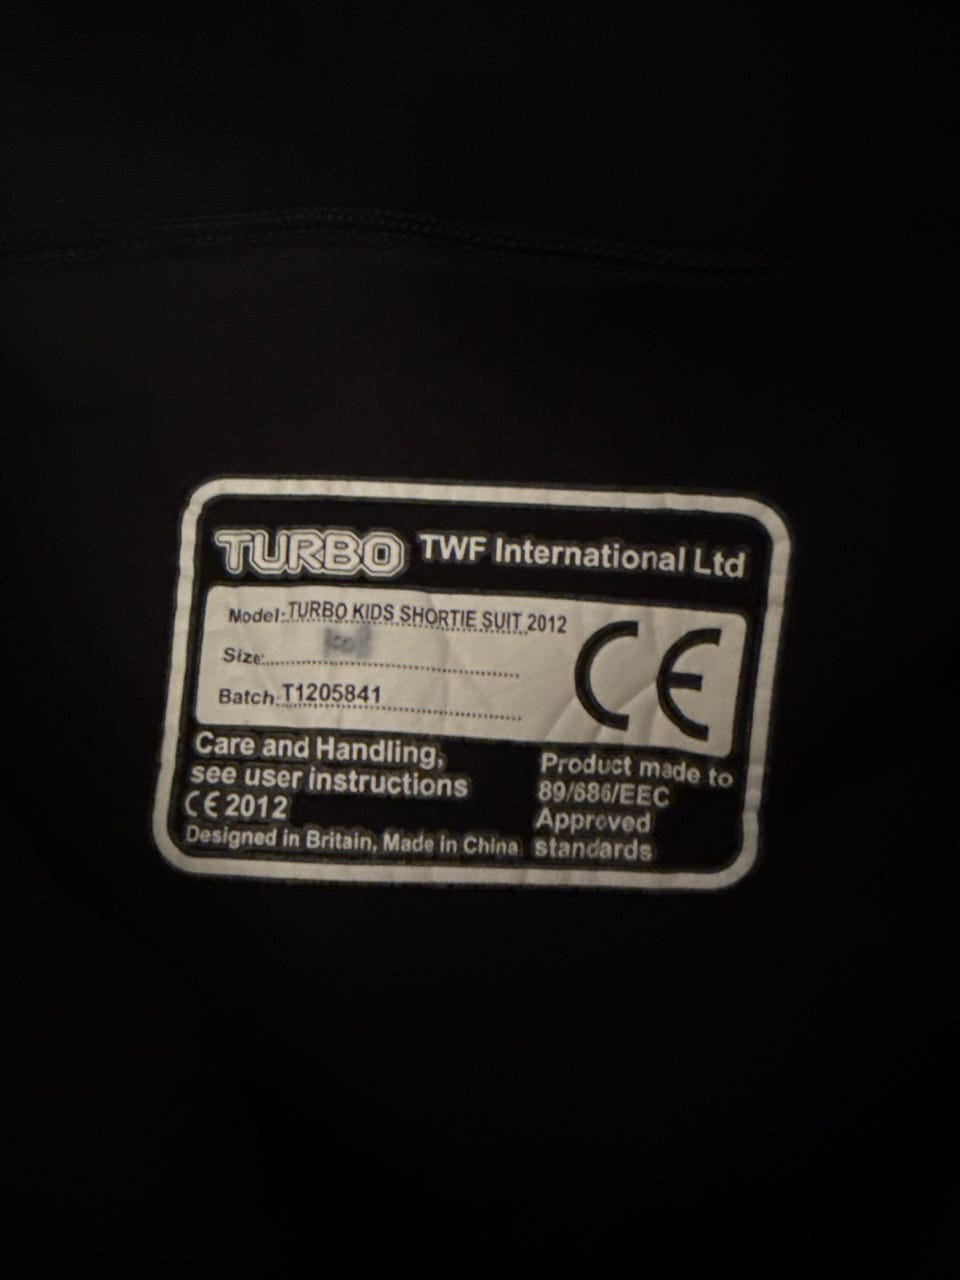 TURBO TWF International Ltd
Model: TURBO KIDS SHORTIE SUIT 2012
Size:
Batch: T1205841
CE
Care and Handling,
see user instructions
CE 2012
Designed in Britain, Made in China
Product made to
89/686/EEC
Approved
standards